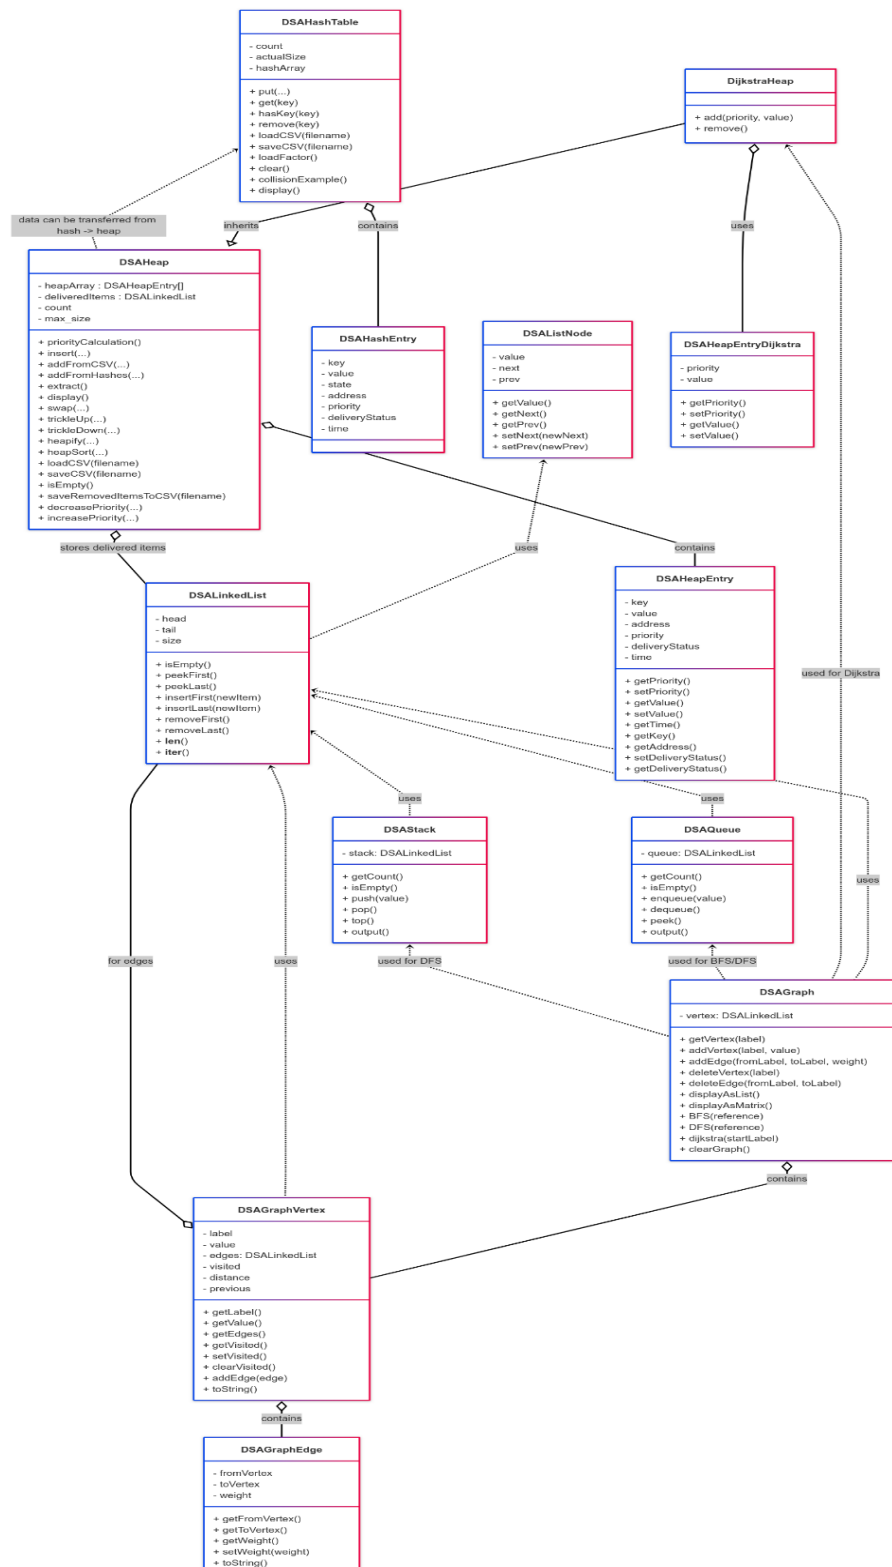 DSAHashTable
- count
- actualSize
- hashArray
+ put(...)
+ get(key)
+ hasKey(key)
+ remove(key)
+ loadCSV(filename)
+ saveCSV(filename)
+ loadFactor()
+ clear()
+ collisionExample()
+ display()
DijkstraHeap
+ add(priority, value)
+ remove()
data can be transferred from
hash -> heap
inherits
contains
uses
DSAHeap
- heapArray : DSAHeapEntry[]
- deliveredItems : DSALinkedList
- count
- max_size
+ priorityCalculation()
+ insert(...)
+ addFromCSV(...)
+ addFromHashes(...)
+ extract()
+ display()
+ swap(...)
+ trickleUp(...)
+ trickleDown(...)
+ heapify(...)
+ heapSort(...)
+ loadCSV(filename)
+ saveCSV(filename)
+ isEmpty()
+ saveRemovedItemsToCSV(filename)
+ decreasePriority(...)
+ increasePriority(...)
DSAHashEntry
- key
- value
- state
- address
- priority
- deliveryStatus
- time
DSAListNode
- value
- next
- prev
+ getValue()
+ getNext()
+ getPrev()
+ setNext(newNext)
+ setPrev(newPrev)
DSAHeapEntryDijkstra
- priority
- value
+ getPriority()
+ setPriority()
+ getValue()
+ setValue()
stores delivered items
uses
contains
DSALinkedList
- head
- tail
- size
+ isEmpty()
+ peekFirst()
+ peekLast()
+ insertFirst(newItem)
+ insertLast(newItem)
+ removeFirst()
+ removeLast()
+ len()
+ iter()
DSAHeapEntry
- key
- value
- address
- priority
- deliveryStatus
- time
+ getPriority()
+ setPriority()
+ getValue()
+ setValue()
+ getTime()
+ getKey()
+ getAddress()
+ setDeliveryStatus()
+ getDeliveryStatus()
used for Dijkstra
uses
uses
DSAStack
- stack: DSALinkedList
+ getCount()
+ isEmpty()
+ push(value)
+ pop()
+ top()
+ output()
DSAQueue
- queue: DSALinkedList
+ getCount()
+ isEmpty()
+ enqueue(value)
+ dequeue()
+ peek()
+ output()
uses
for edges
uses
used for DFS
used for BFS/DFS
DSAGraph
- vertex: DSALinkedList
+ getVertex(label)
+ addVertex(label, value)
+ addEdge(fromLabel, toLabel, weight)
+ deleteVertex(label)
+ deleteEdge(fromLabel, toLabel)
+ displayAsList()
+ displayAsMatrix()
+ BFS(reference)
+ DFS(reference)
+ dijkstra(startLabel)
+ clearGraph()
contains
DSAGraphVertex
- label
- value
- edges: DSALinkedList
- visited
- distance
- previous
+ getLabel()
+ getValue()
+ getEdges()
+ getVisited()
+ setVisited()
+ clearVisited()
+ addEdge(edge)
+ toString()
contains
DSAGraphEdge
- fromVertex
- toVertex
- weight
+ getFromVertex()
+ getToVertex()
+ getWeight()
+ setWeight(weight)
+ toString()